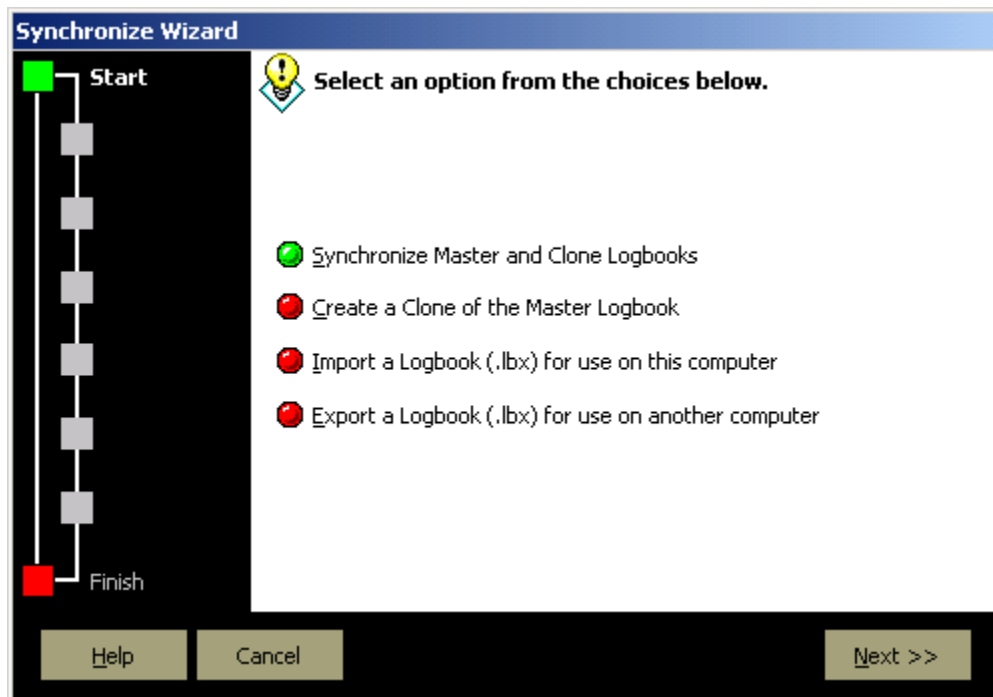 Synchronize Wizard
Start
Select an option from the choices below.
Synchronize Master and Clone Logbooks
Create a Clone of the Master Logbook
Import a Logbook (.lbx) for use on this computer
Export a Logbook (.lbx) for use on another computer
Finish
Help
Cancel
Next >>